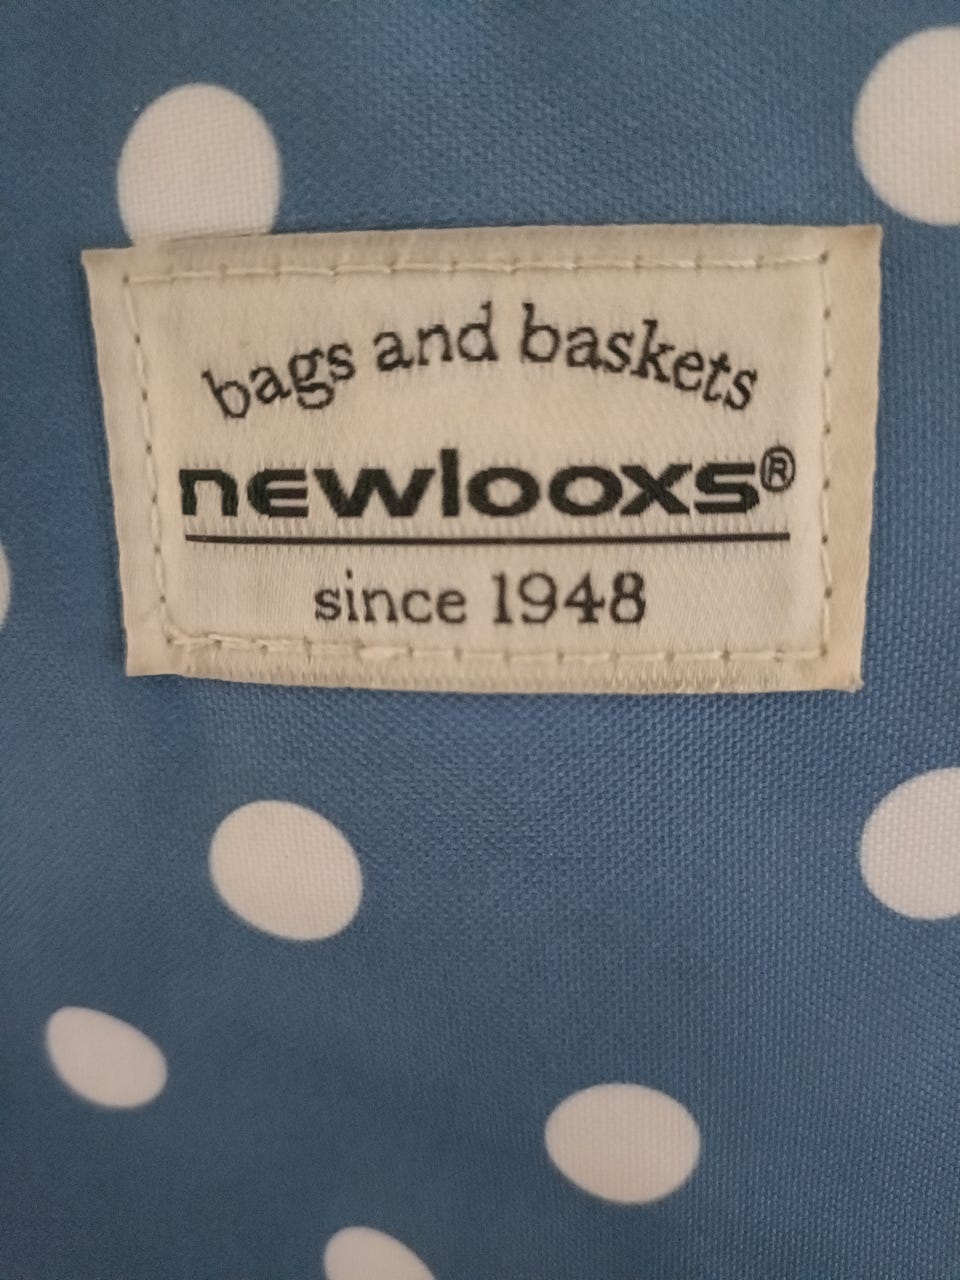 bags and baskets
newlooxs®
since 1948